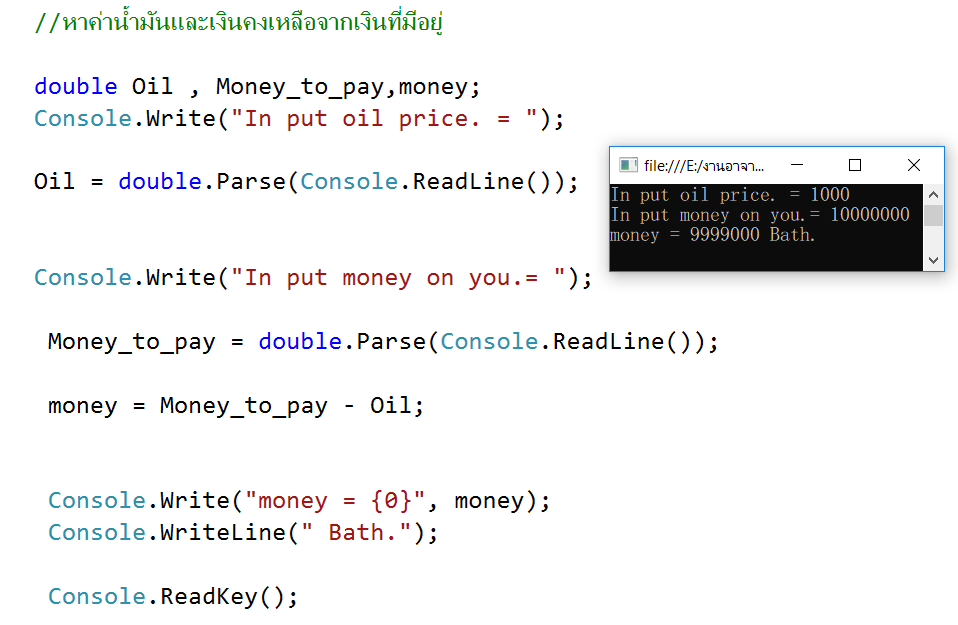 //หาค่าน้ำมันและเงินคงเหลือจากเงินที่มีอยู่
double Oil , Money_to_pay,money;
Console.Write("In put oil price. = ");
Oil = double.Parse(Console.ReadLine());
Console.Write("In put money on you.= ");
Money_to_pay = double.Parse(Console.ReadLine());
money = Money_to_pay - Oil;
Console.Write("money = {0}", money);
Console.WriteLine(" Bath.");
Console.ReadKey();
file:///E:/งานอาจา...
In put oil price. = 1000
In put money on you.= 10000000
money = 9999000 Bath.